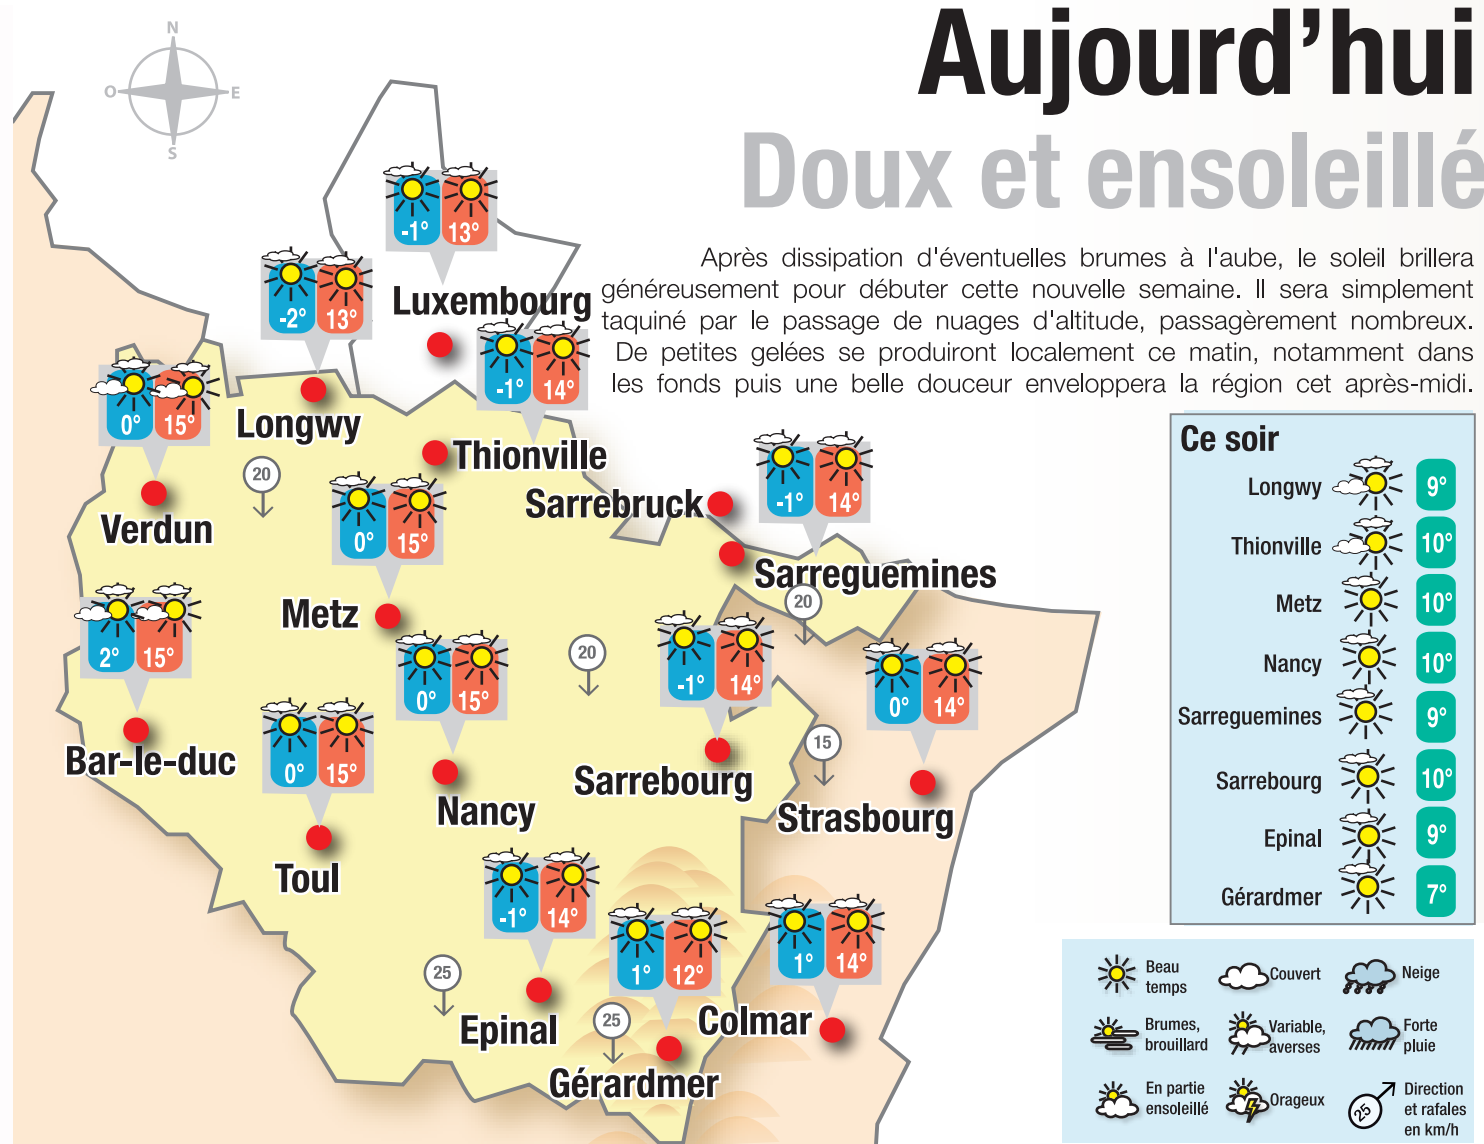 Aujourd'hui
Doux et ensoleillé
Après dissipation d'éventuelles brumes à l'aube, le soleil brillera
généreusement pour débuter cette nouvelle semaine. Il sera simplement
taquiné par le passage de nuages d'altitude, passagèrement nombreux.
De petites gelées se produiront localement ce matin, notamment dans
les fonds puis une belle douceur enveloppera la région cet après-midi.
N
O E
S
-1° 13°
Luxembourg
-2° 13°
Longwy
-1° 14°
Thionville
0° 15°
Verdun
20
0° 15°
Metz
Sarrebruck
-1° 14°
Sarreguemines
20
2° 15°
Bar-le-duc
0° 15°
Nancy
20
-1° 14°
Sarrebourg
0° 14°
Strasbourg
15
0° 15°
Toul
-1° 14°
Epinal
25
1° 12°
Gérardmer
25
1° 14°
Colmar
Ce soir
Longwy 9°
Thionville 10°
Metz 10°
Nancy 10°
Sarreguemines 9°
Sarrebourg 10°
Epinal 9°
Gérardmer 7°
Beau
temps
Couvert
Neige
Brumes,
brouillard
Variable,
averses
Forte
pluie
En partie
ensoleillé
Orageux
25
Direction
et rafales
en km/h